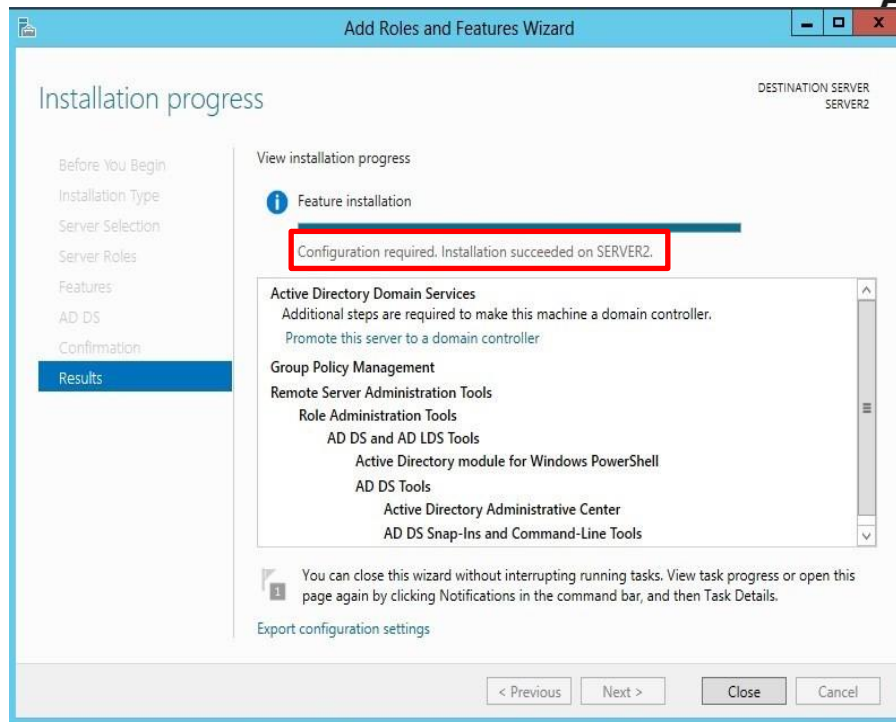 Add Roles and Features Wizard
Installation progress
DESTINATION SERVER
SERVER2
Before You Begin
Installation Type
Server Selection
Server Roles
Features
AD DS
Confirmation
Results
View installation progress
Feature installation
Configuration required. Installation succeeded on SERVER2.
Active Directory Domain Services
Additional steps are required to make this machine a domain controller.
Promote this server to a domain controller
Group Policy Management
Remote Server Administration Tools
Role Administration Tools
AD DS and AD LDS Tools
Active Directory module for Windows PowerShell
AD DS Tools
Active Directory Administrative Center
AD DS Snap-Ins and Command-Line Tools
1
You can close this wizard without interrupting running tasks. View task progress or open this
page again by clicking Notifications in the command bar, and then Task Details.
Export configuration settings
< Previous
Next >
Close
Cancel